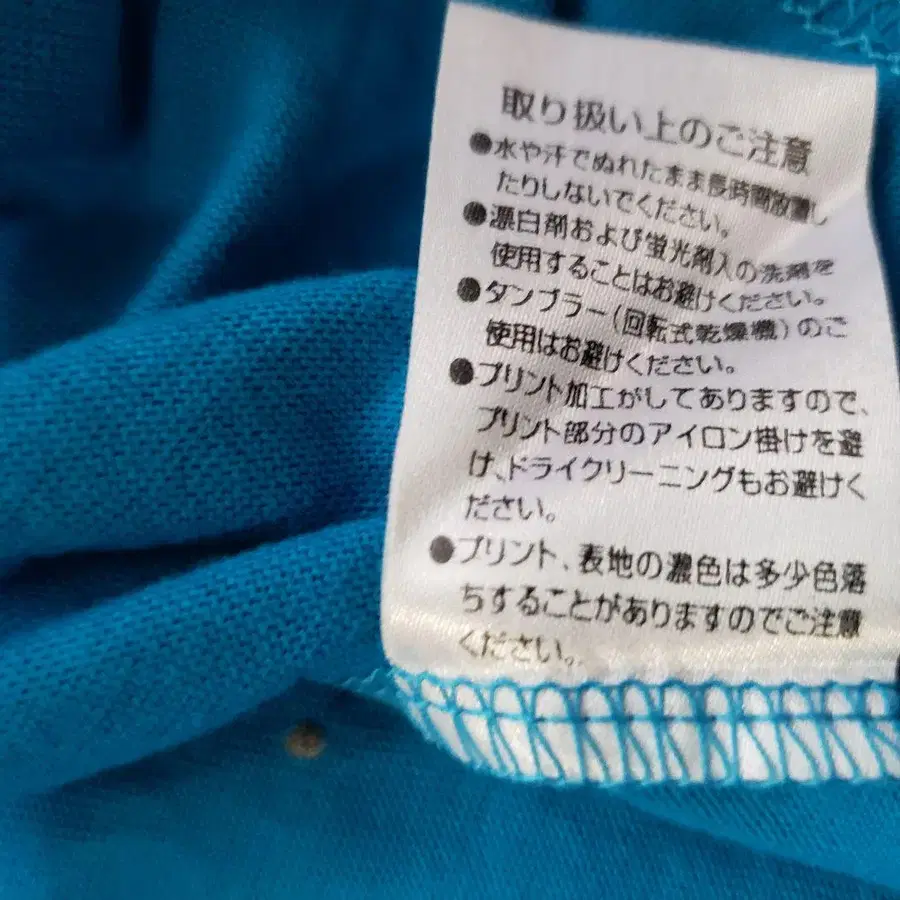 取り扱い上のご注意
●水や汗でぬれたまま長時間放置し
たりしないでください。
●漂白剤および蛍光剤入の洗剤を
使用することはお避けください。
●タンブラー(回転式乾燥機)のご
使用はお避けください。
●プリント加工がしてありますので、
プリント部分のアイロン掛けを避
け、ドライクリーニングもお避けく
ださい。
●プリント、表地の濃色は多少色落
ちすることがありますのでご注意
ください。